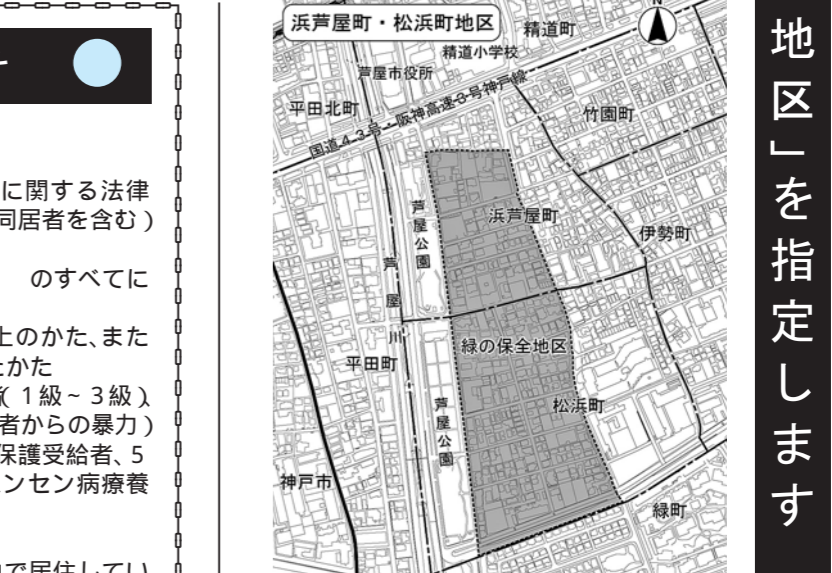 地区」を指定します
浜芦屋町・松浜町地区
N
精道町
精道小学校
芦屋市役所
平田北町
国道43号・阪神高速3号神戸線
竹園町
芦屋公園
浜芦屋町
伊勢町
芦屋川
緑の保全地区
平田町
松浜町
芦屋公園
神戸市
緑町
に関する法律
同居者を含む)
のすべてに
上のかた、また
たかた
(1級~3級)、
者からの暴力)
保護受給者、5
ンセン病療養
で居住してい